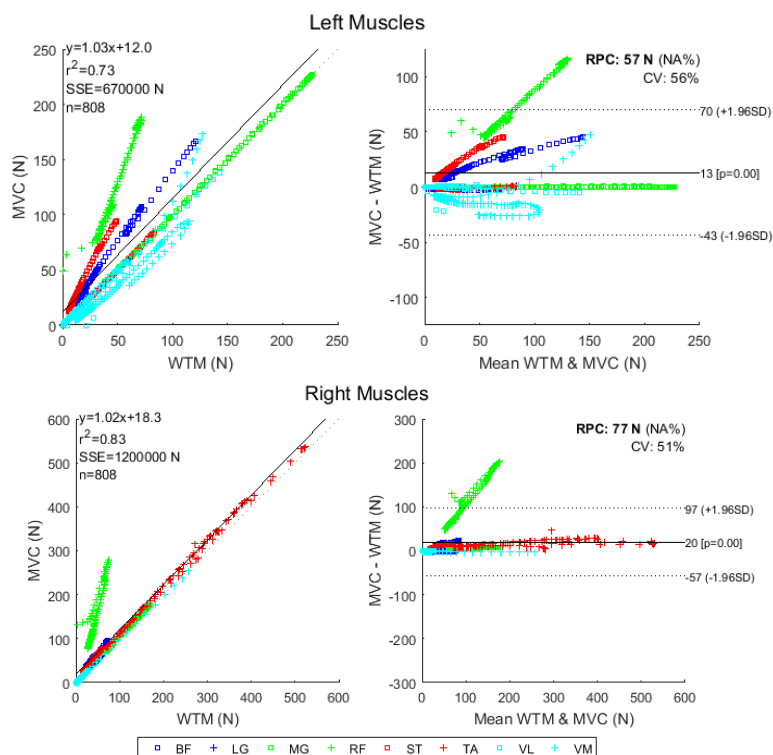 Left Muscles
y=1.03x+12.0
r²=0.73
SSE=670000 N
n=808
250
200
150
100
50
0
MVC (N)
0 50 100 150 200 250
WTM (N)
RPC: 57 N (NA%)
CV: 56%
100
50
0
-50
-100
MVC - WTM (N)
70 (+1.96SD)
13 [p=0.00]
-43 (-1.96SD)
0 50 100 150 200 250
Mean WTM & MVC (N)
Right Muscles
y=1.02x+18.3
r²=0.83
SSE=1200000 N
n=808
600
500
400
300
200
100
0
MVC (N)
0 100 200 300 400 500 600
WTM (N)
RPC: 77 N (NA%)
CV: 51%
300
200
100
0
-100
-200
-300
MVC - WTM (N)
97 (+1.96SD)
20 [p=0.00]
-57 (-1.96SD)
0 100 200 300 400 500 600
Mean WTM & MVC (N)
BF LG MG RF ST TA VL VM